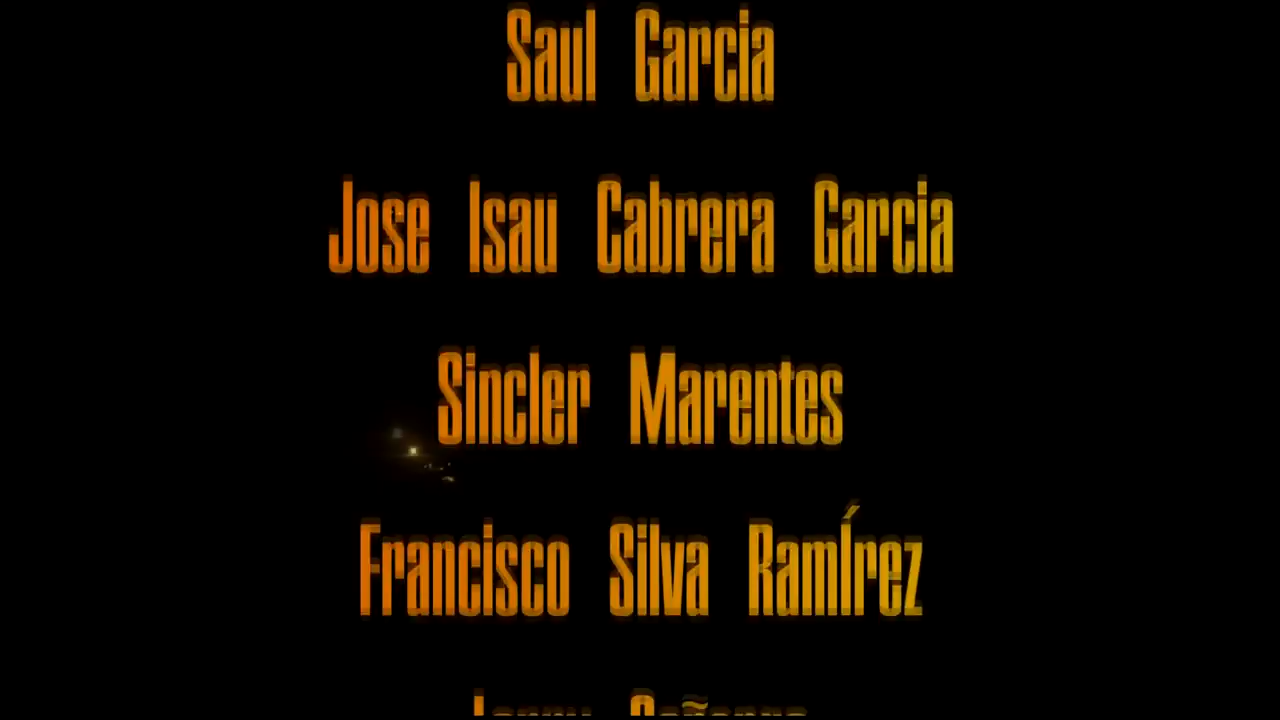 Saul Garcia
Jose Isau Cabrera Garcia
Sincler Marentes
Francisco Silva RamÍrez